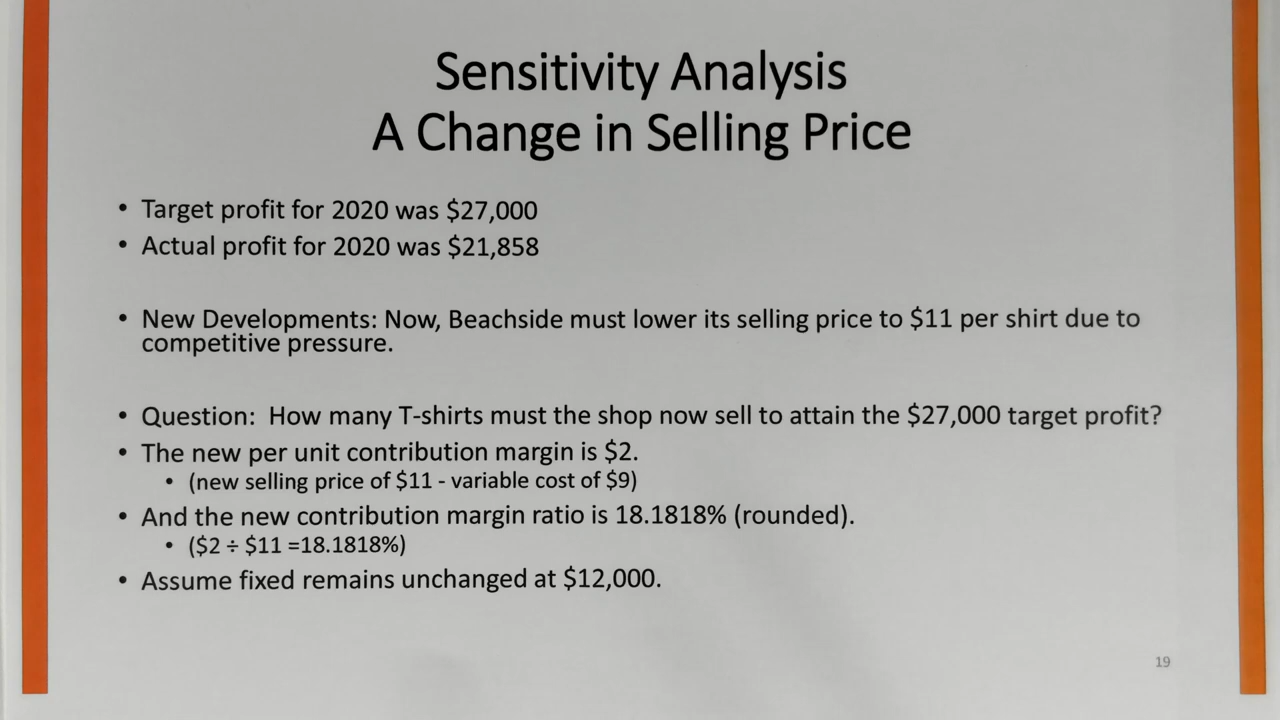 Sensitivity Analysis
A Change in Selling Price
• Target profit for 2020 was $27,000
• Actual profit for 2020 was $21,858
• New Developments: Now, Beachside must lower its selling price to $11 per shirt due to
competitive pressure.
• Question:  How many T-shirts must the shop now sell to attain the $27,000 target profit?
• The new per unit contribution margin is $2.
• (new selling price of $11 - variable cost of $9)
• And the new contribution margin ratio is 18.1818% (rounded).
• ($2 ÷ $11 =18.1818%)
• Assume fixed remains unchanged at $12,000.
19